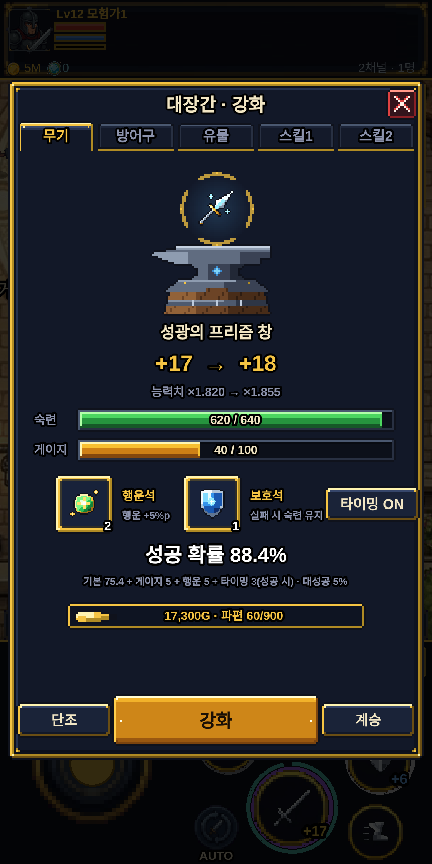 Lv12 모험가1
5M 0
2채널 · 1명
대장간 · 강화
무기 방어구 유물 스킬1 스킬2
성광의 프리즘 창
+17 → +18
능력치 ×1.820 → ×1.855
숙련 620 / 640
게이지 40 / 100
행운석 보호석
행운 +5%p 실패 시 숙련 유지 타이밍 ON
2 1
성공 확률 88.4%
기본 75.4 + 게이지 5 + 행운 5 + 타이밍 3(성공 시) · 대성공 5%
17,300G · 파편 60/900
단조 강화 계승
+6
+17
AUTO